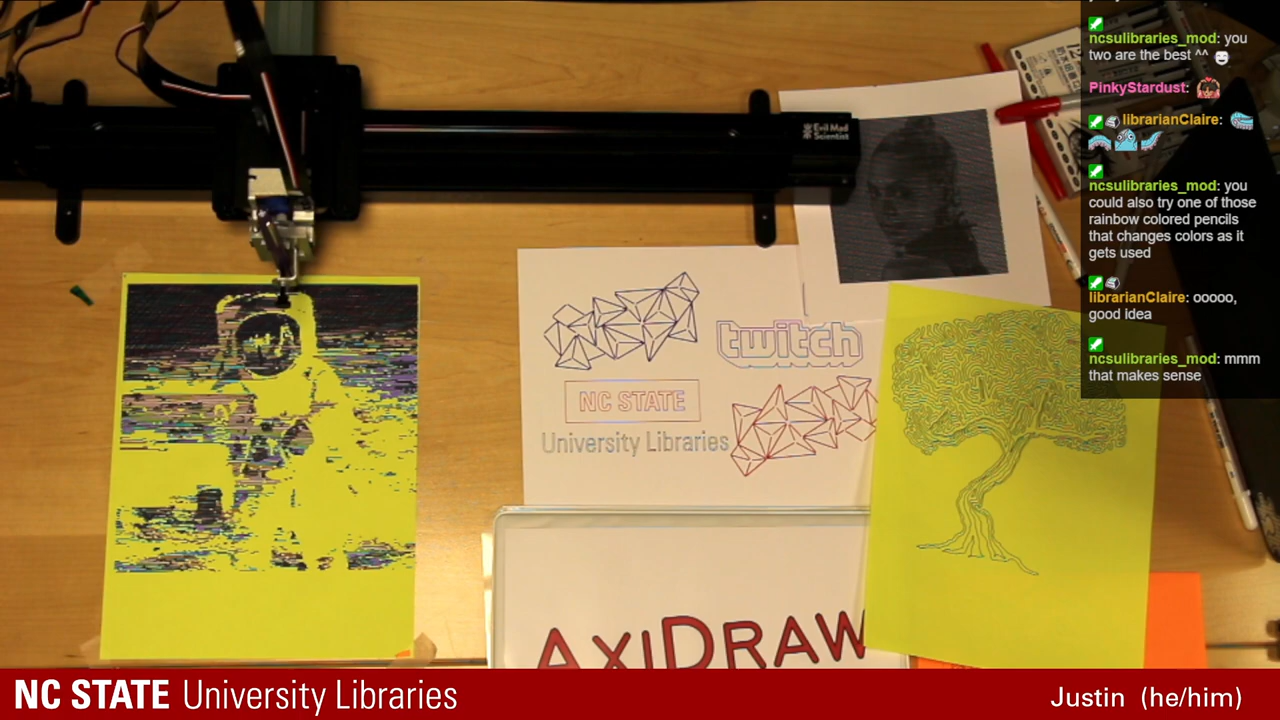 ncsulibraries_mod: you
two are the best ^^
PinkyStardust:
librarianClaire:
ncsulibraries_mod: you
could also try one of those
rainbow colored pencils
that changes colors as it
gets used
librarianClaire: ooooo,
good idea
ncsulibraries_mod: mmm
that makes sense
Evil Mad
Scientist
twitch
NC STATE
University Libraries
AXIDRAW
NC STATE University Libraries
Justin (he/him)